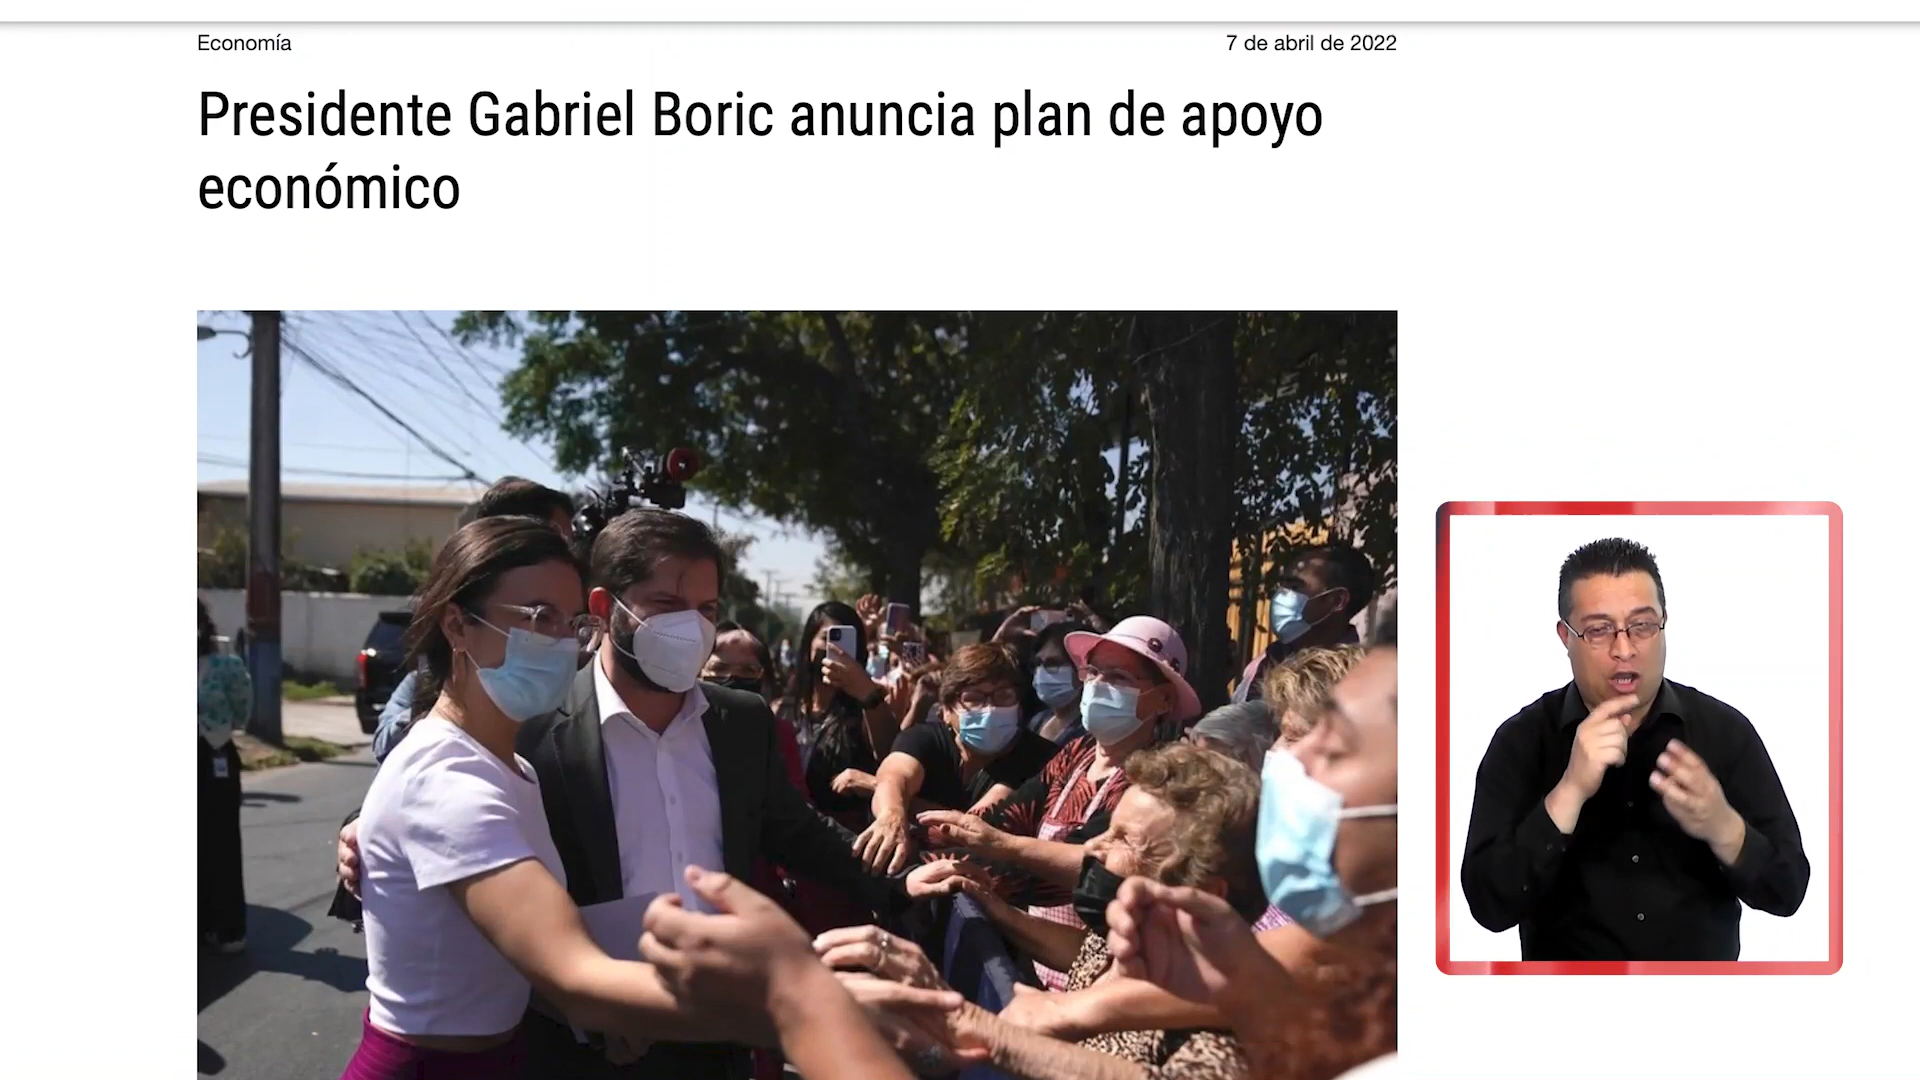 Economía
7 de abril de 2022
Presidente Gabriel Boric anuncia plan de apoyo
económico